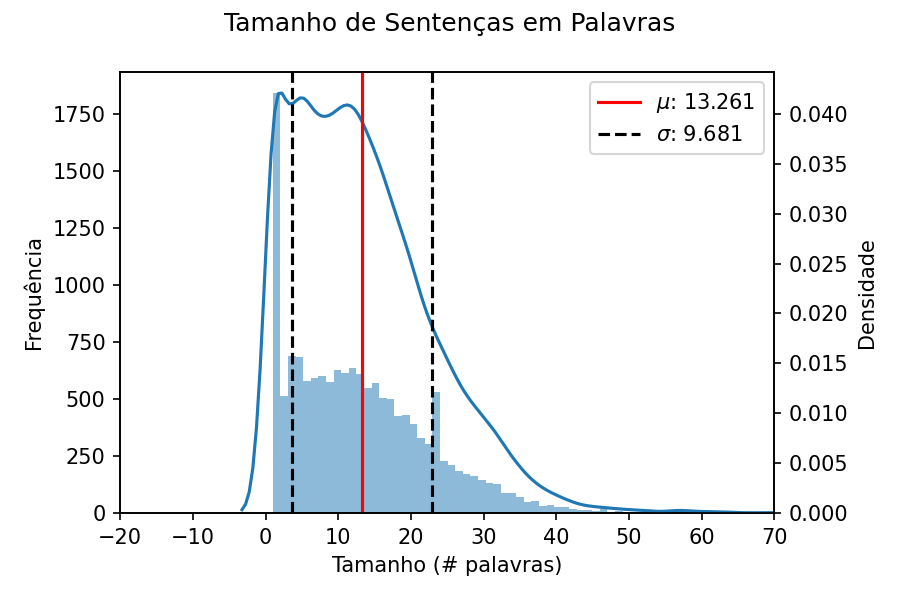 Tamanho de Sentenças em Palavras
μ: 13.261
σ: 9.681
Frequência
1750
1500
1250
1000
750
500
250
0
0.040
0.035
0.030
0.025
0.020
0.015
0.010
0.005
0.000
Densidade
−20 −10 0 10 20 30 40 50 60 70
Tamanho (# palavras)